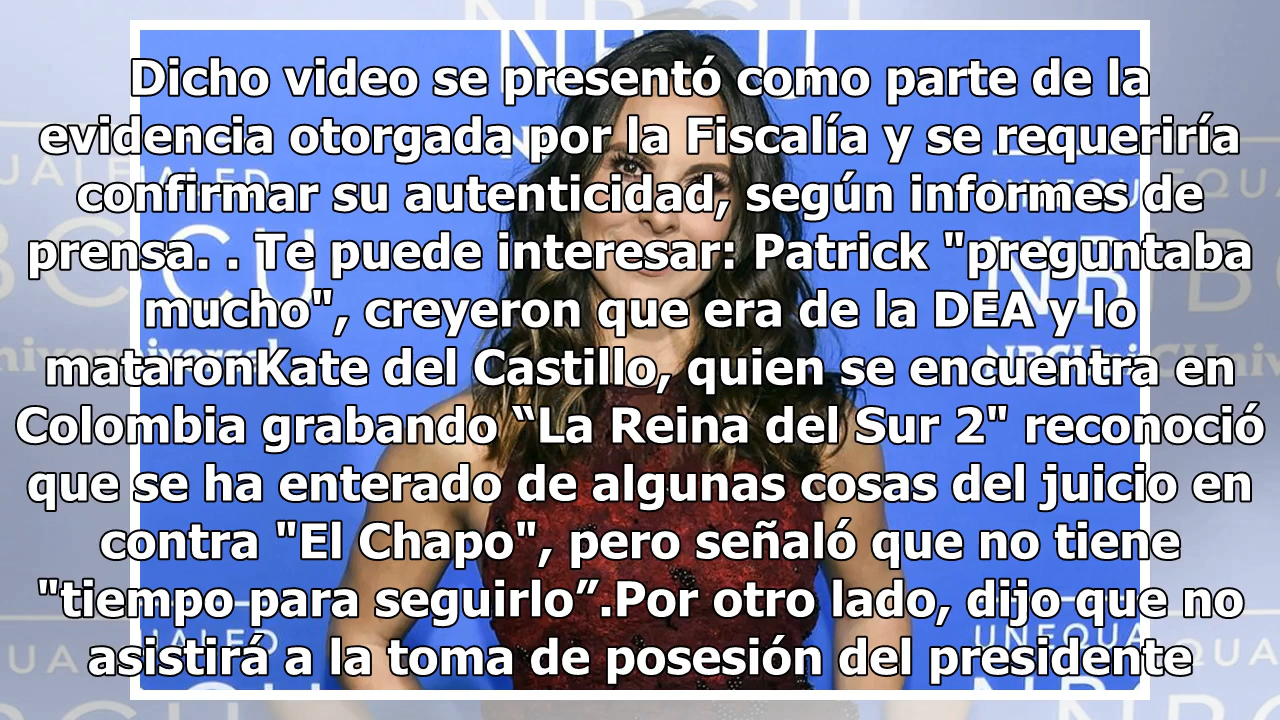 Dicho video se presentó como parte de la
evidencia otorgada por la Fiscalía y se requeriría
confirmar su autenticidad, según informes de
prensa. . Te puede interesar: Patrick "preguntaba
mucho", creyeron que era de la DEA y lo
mataronKate del Castillo, quien se encuentra en
Colombia grabando “La Reina del Sur 2" reconoció
que se ha enterado de algunas cosas del juicio en
contra "El Chapo", pero señaló que no tiene
"tiempo para seguirlo”.Por otro lado, dijo que no
asistirá a la toma de posesión del presidente